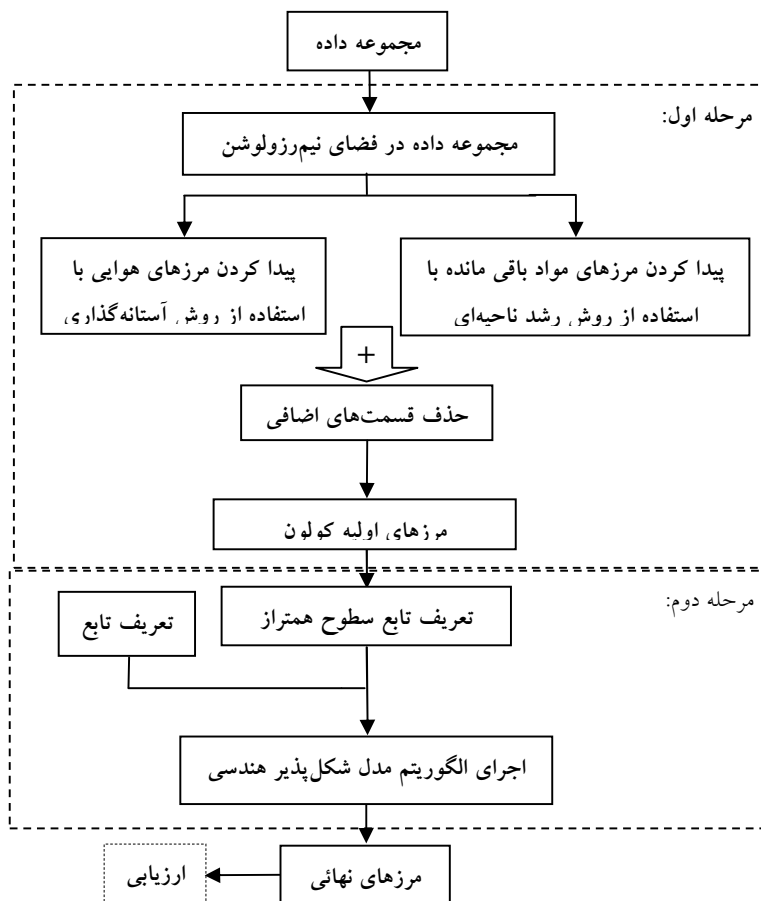 مجموعه داده
مرحله اول:
مجموعه داده در فضای نیم‌رزولوشن
پیدا کردن مرزهای مواد باقی مانده با
استفاده از روش رشد ناحیه‌ای
پیدا کردن مرزهای هوایی با
استفاده از روش آستانه‌گذاری
+
حذف قسمت‌های اضافی
مرزهای اولیه کولون
مرحله دوم:
تعریف تابع سطوح همتراز
تعریف تابع
اجرای الگوریتم مدل شکل‌پذیر هندسی
مرزهای نهائی
ارزیابی